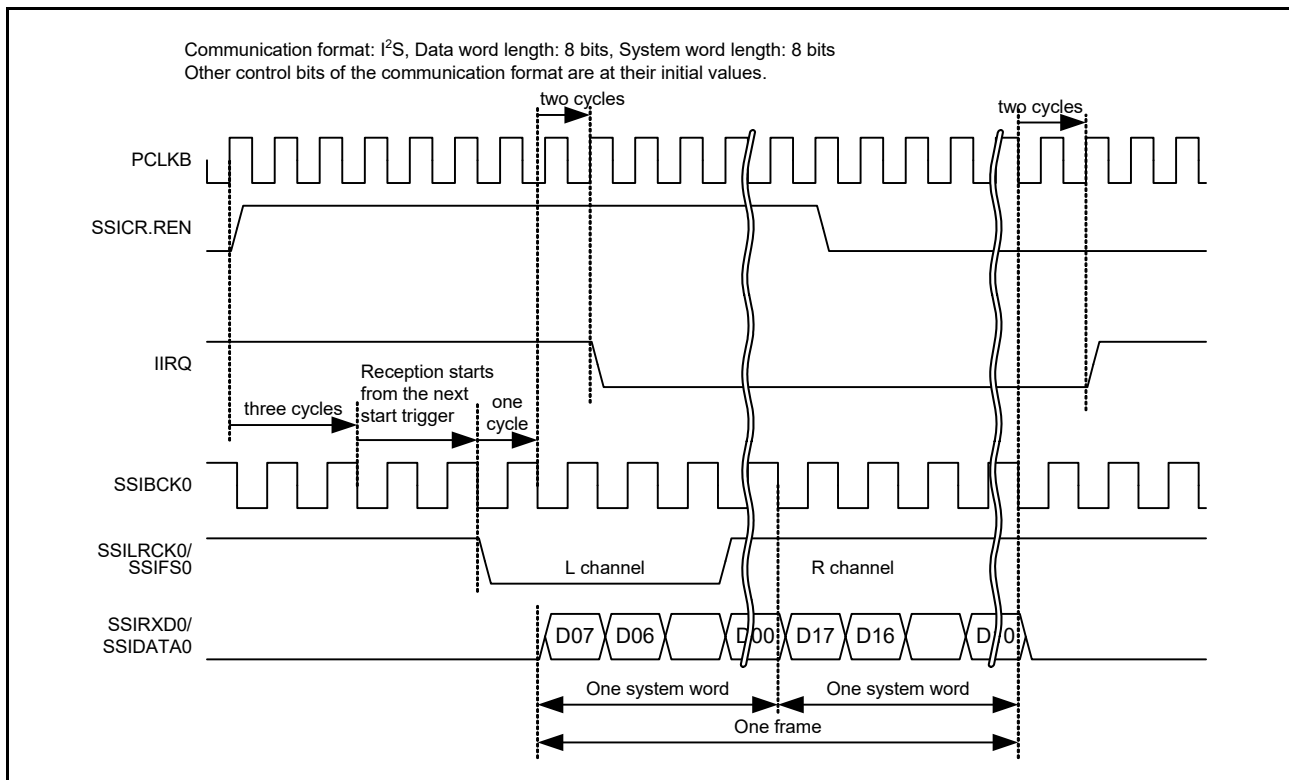 Communication format: I²S, Data word length: 8 bits, System word length: 8 bits
Other control bits of the communication format are at their initial values.
two cycles
two cycles
PCLKB
SSICR.REN
IIRQ
Reception starts
from the next
start trigger
three cycles
one
cycle
SSIBCK0
SSILRCK0/
SSIFS0
L channel
R channel
SSIRXD0/
SSIDATA0
D07
D06
D00
D17
D16
D10
One system word
One system word
One frame